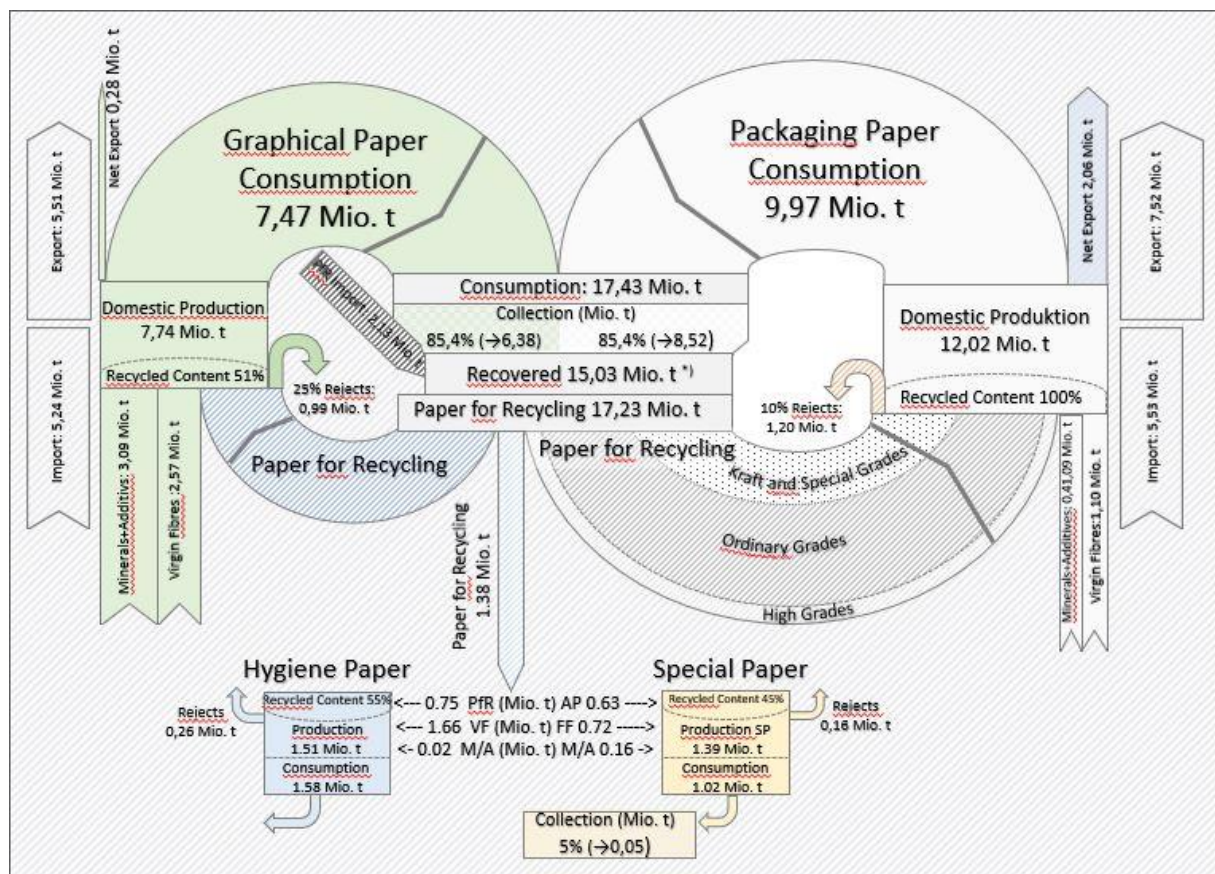 Graphical Paper
Consumption
7,47 Mio. t
Packaging Paper
Consumption
9,97 Mio. t
Net Export 0,28 Mio. t
Export: 5,51 Mio. t
Import: 5,24 Mio. t
Domestic Production
7,74 Mio. t
Recycled Content 51%
Minerals+Additivs: 3,09 Mio. t
Virgin Fibres :2,57 Mio. t
PfR Import: 2,13 Mio. t
25% Rejects:
0,99 Mio. t
Paper for Recycling
Consumption: 17,43 Mio. t
Collection (Mio. t)
85,4% (→6,38) 85,4% (→8,52)
Recovered 15,03 Mio. t *)
Paper for Recycling 17,23 Mio. t
10% Rejects:
1,20 Mio. t
Paper for Recycling
Kraft and Special Grades
Ordinary Grades
High Grades
Net Export 2,06 Mio. t
Export: 7,52 Mio. t
Import: 5,53 Mio. t
Domestic Produktion
12,02 Mio. t
Recycled Content 100%
Minerals+Additives: 0,41,09 Mio. t
Virgin Fibres:1,10 Mio. t
Paper for Recycling
1.38 Mio. t
Hygiene Paper
Recycled Content 55%
Rejects
0,26 Mio. t
Production
1.51 Mio. t
Consumption
1.58 Mio. t
<--- 0.75 PfR (Mio. t) AP 0.63 ---->
<--- 1.66 VF (Mio. t) FF 0.72 ----->
<- 0.02 M/A (Mio. t) M/A 0.16 ->
Special Paper
Recycled Content 45%
Rejects
0,16 Mio. t
Production SP
1.39 Mio. t
Consumption
1.02 Mio. t
Collection (Mio. t)
5% (→0,05)